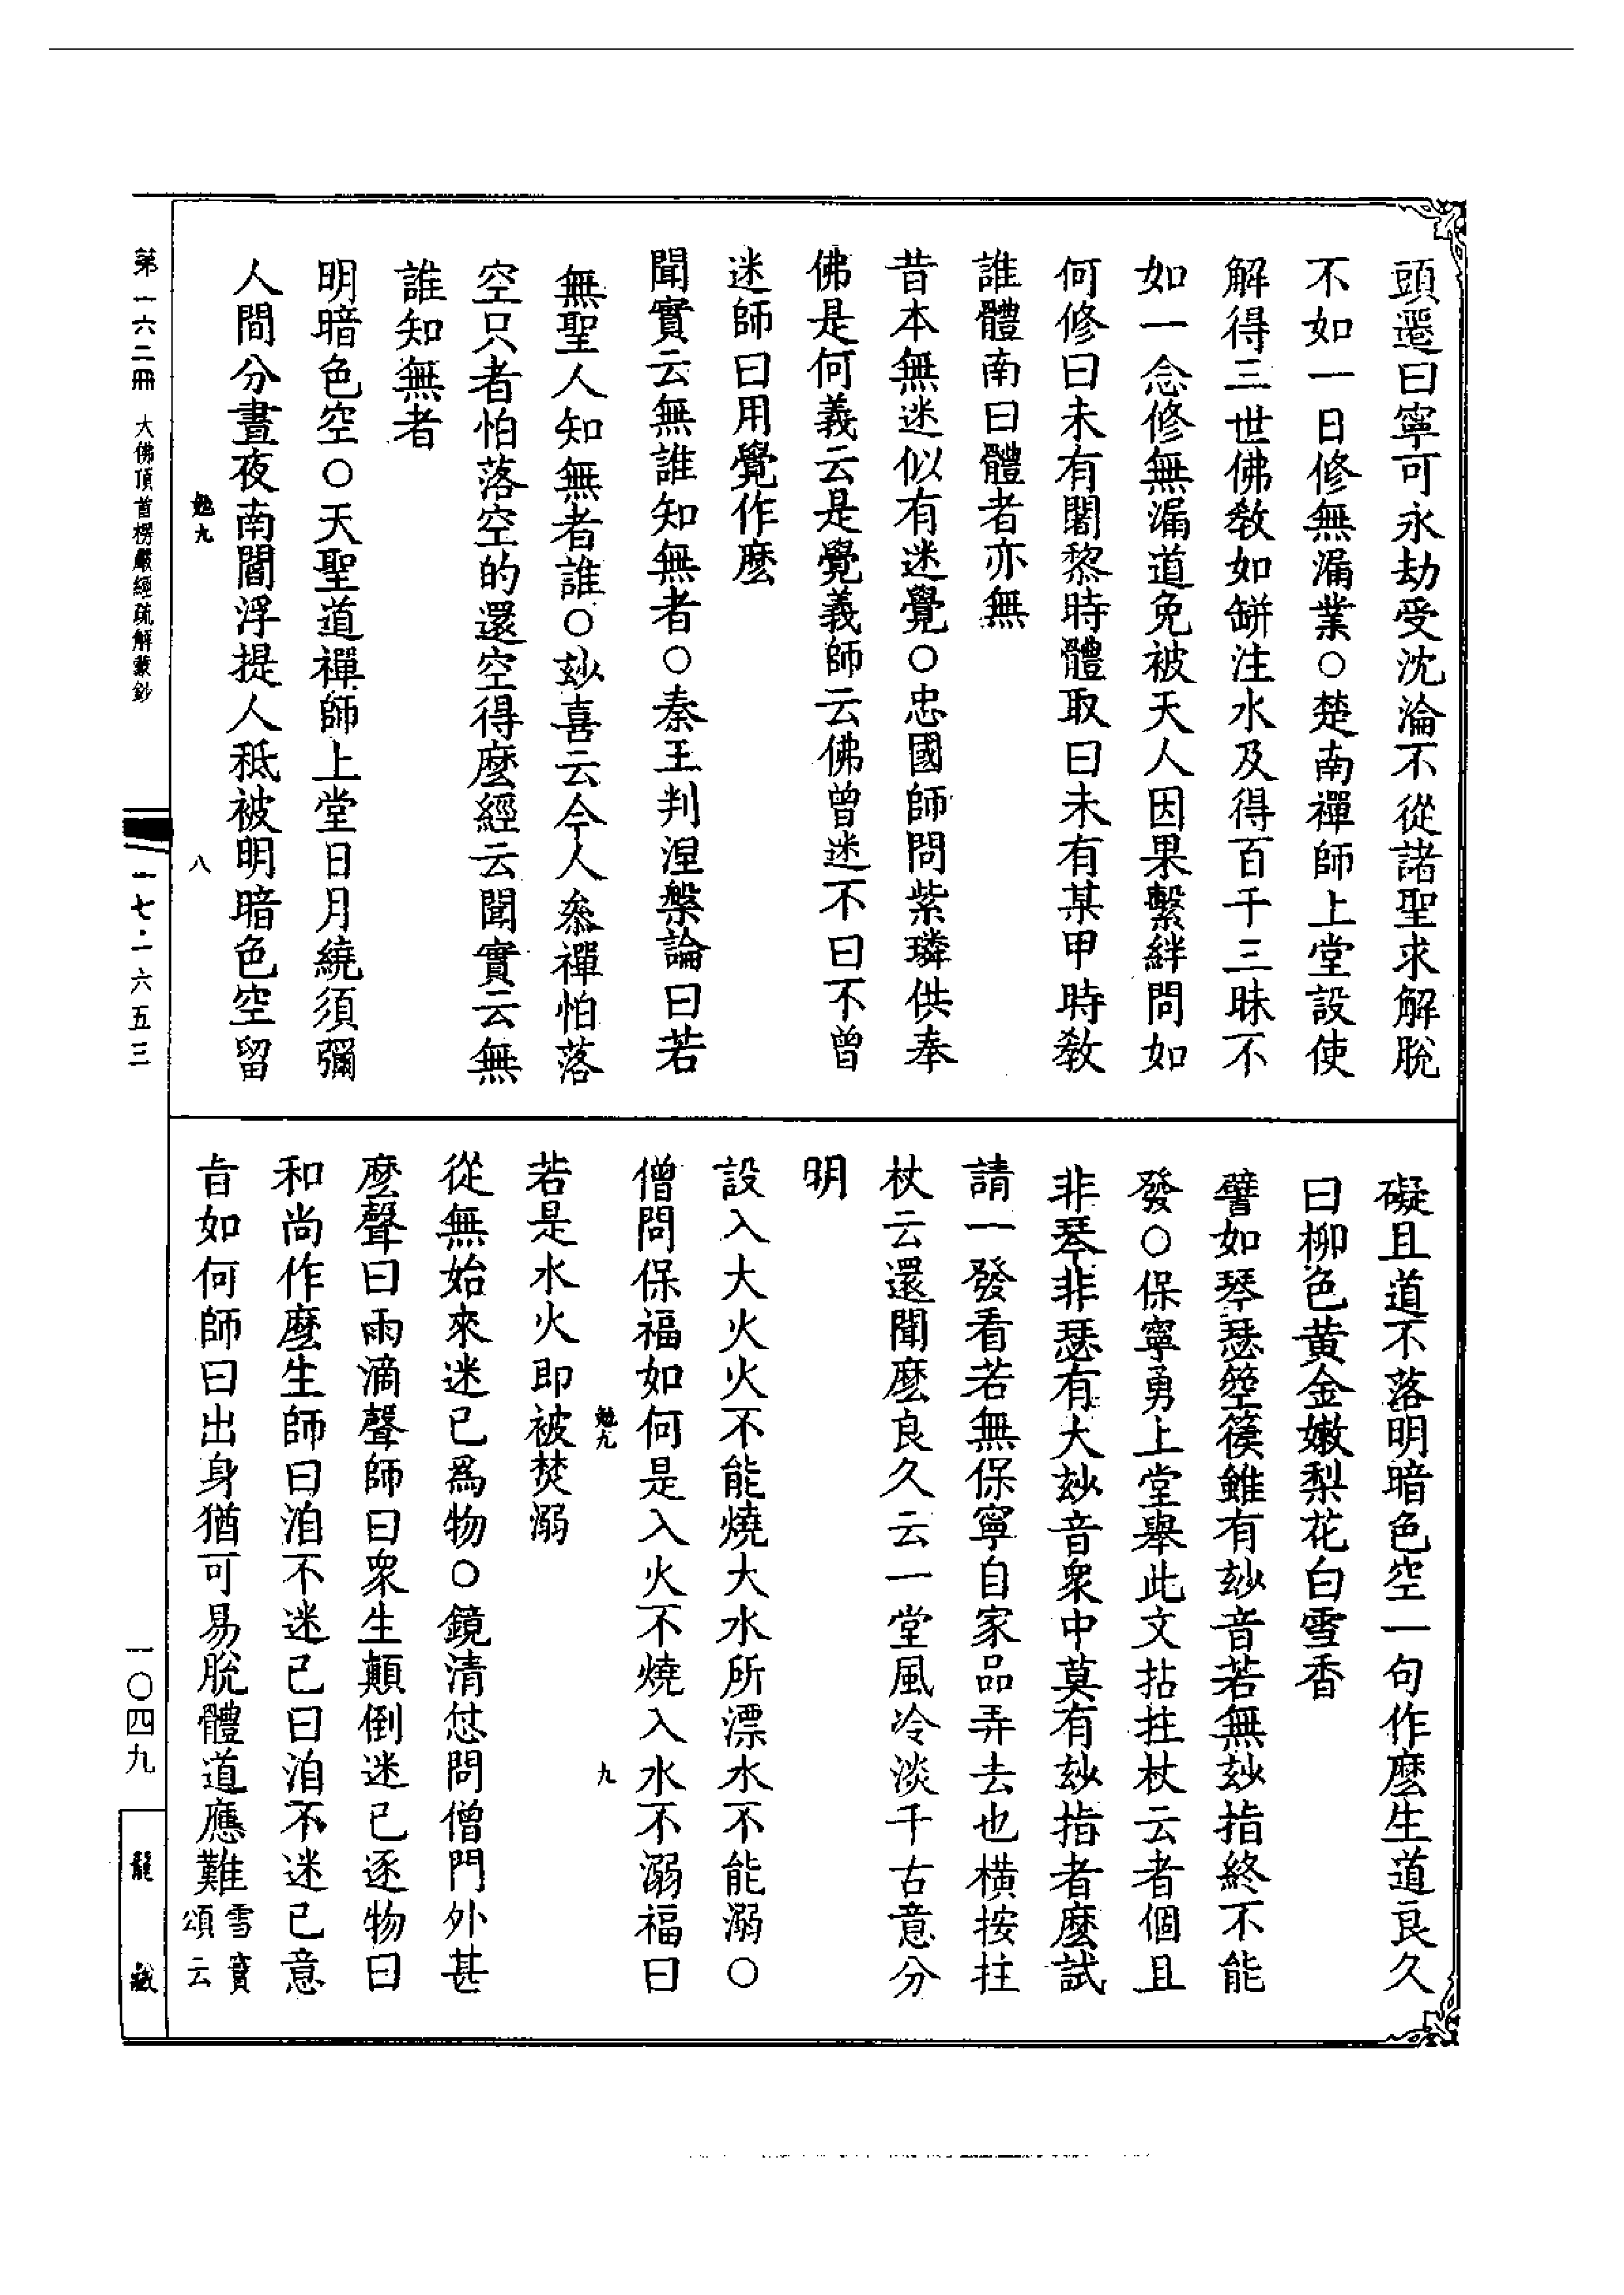 頭遷曰寧可永劫受沈淪不從諸聖求解脫
不如一日修無漏業○楚南禪師上堂設使
解得三世佛教如缾注水及得百千三昧不
如一念修無漏道免被天人因果繫絆問如
何修曰未有闍黎時體取曰未有某甲時教
誰體南曰體者亦無
昔本無迷似有迷覺○忠國師問紫璘供奉
佛是何義云是覺義師云佛曾迷不曰不曾
迷師曰用覺作麽
聞實云無誰知無者○秦王判涅槃論曰若
無聖人知無者誰○玅喜云今人叅禪怕落
空只者怕落空的還空得麽經云聞實云無
誰知無者
明暗色空○天聖道禪師上堂日月繞須彌
人間分晝夜南閻浮提人秪被明暗色空留
勉九
八
礙且道不落明暗色空一句作麽生道良久
曰柳色黃金嫩梨花白雪香
譬如琴瑟箜篌雖有玅音若無玅指終不能
發○保寧勇上堂舉此文拈拄杖云者個且
非琴非瑟有大玅音衆中莫有玅指者麽試
請一發看若無保寧自家品弄去也橫按拄
杖云還聞麽良久云一堂風冷淡千古意分
明
設入大火火不能燒大水所漂水不能溺○
僧問保福如何是入火不燒入水不溺福曰
勉九
九
若是水火即被焚溺
從無始來迷已爲物○鏡清怤問僧門外甚
麽聲曰雨滴聲師曰衆生顛倒迷已逐物曰
和尚作麽生師曰洎不迷已曰洎不迷已意
旨如何師曰出身猶可易脫體道應難雪竇
頌云
第一六二冊 大佛頂首楞嚴經疏解蒙鈔
一七·一六五三
一〇四九
龍藏